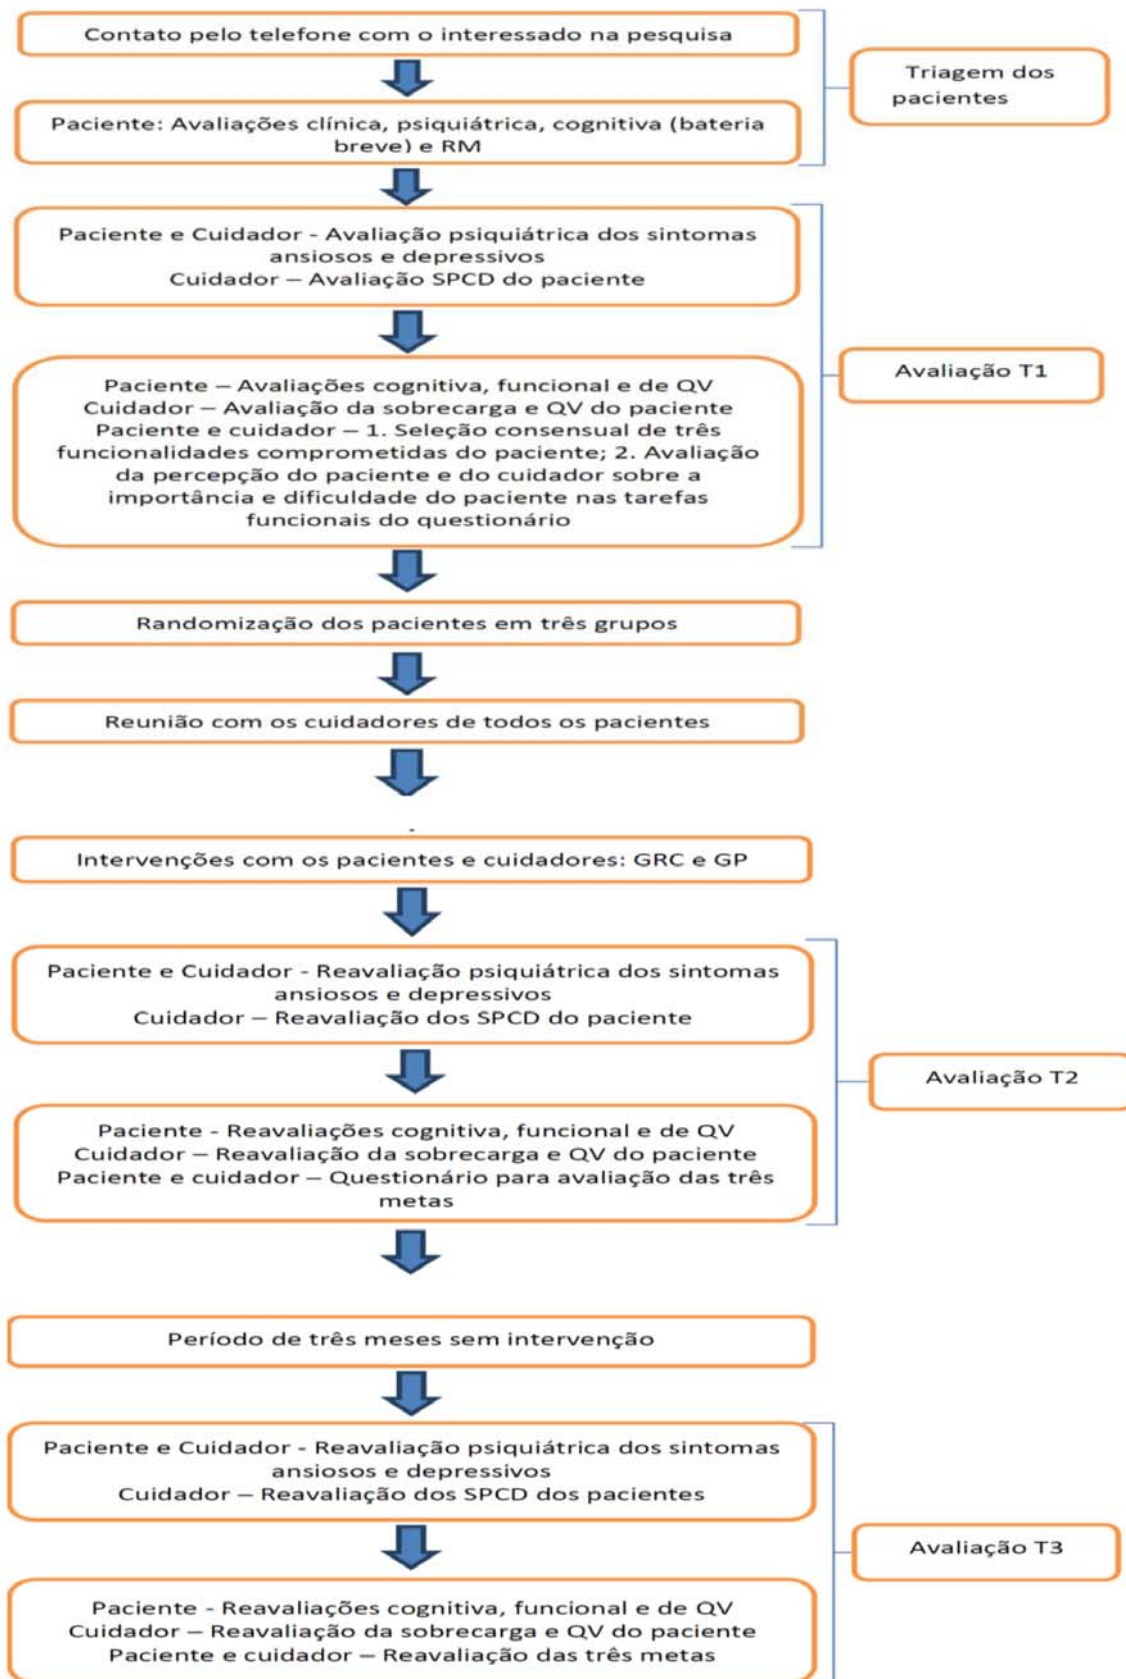 Contato pelo telefone com o interessado na pesquisa
Triagem dos
pacientes
Paciente: Avaliações clínica, psiquiátrica, cognitiva (bateria
breve) e RM
Paciente e Cuidador - Avaliação psiquiátrica dos sintomas
ansiosos e depressivos
Cuidador – Avaliação SPCD do paciente
Avaliação T1
Paciente – Avaliações cognitiva, funcional e de QV
Cuidador – Avaliação da sobrecarga e QV do paciente
Paciente e cuidador – 1. Seleção consensual de três
funcionalidades comprometidas do paciente; 2. Avaliação
da percepção do paciente e do cuidador sobre a
importância e dificuldade do paciente nas tarefas
funcionais do questionário
Randomização dos pacientes em três grupos
Reunião com os cuidadores de todos os pacientes
Intervenções com os pacientes e cuidadores: GRC e GP
Paciente e Cuidador - Reavaliação psiquiátrica dos sintomas
ansiosos e depressivos
Cuidador – Reavaliação dos SPCD do paciente
Avaliação T2
Paciente - Reavaliações cognitiva, funcional e de QV
Cuidador – Reavaliação da sobrecarga e QV do paciente
Paciente e cuidador – Questionário para avaliação das três
metas
Período de três meses sem intervenção
Paciente e Cuidador - Reavaliação psiquiátrica dos sintomas
ansiosos e depressivos
Cuidador – Reavaliação dos SPCD dos pacientes
Avaliação T3
Paciente - Reavaliações cognitiva, funcional e de QV
Cuidador – Reavaliação da sobrecarga e QV do paciente
Paciente e cuidador – Reavaliação das três metas